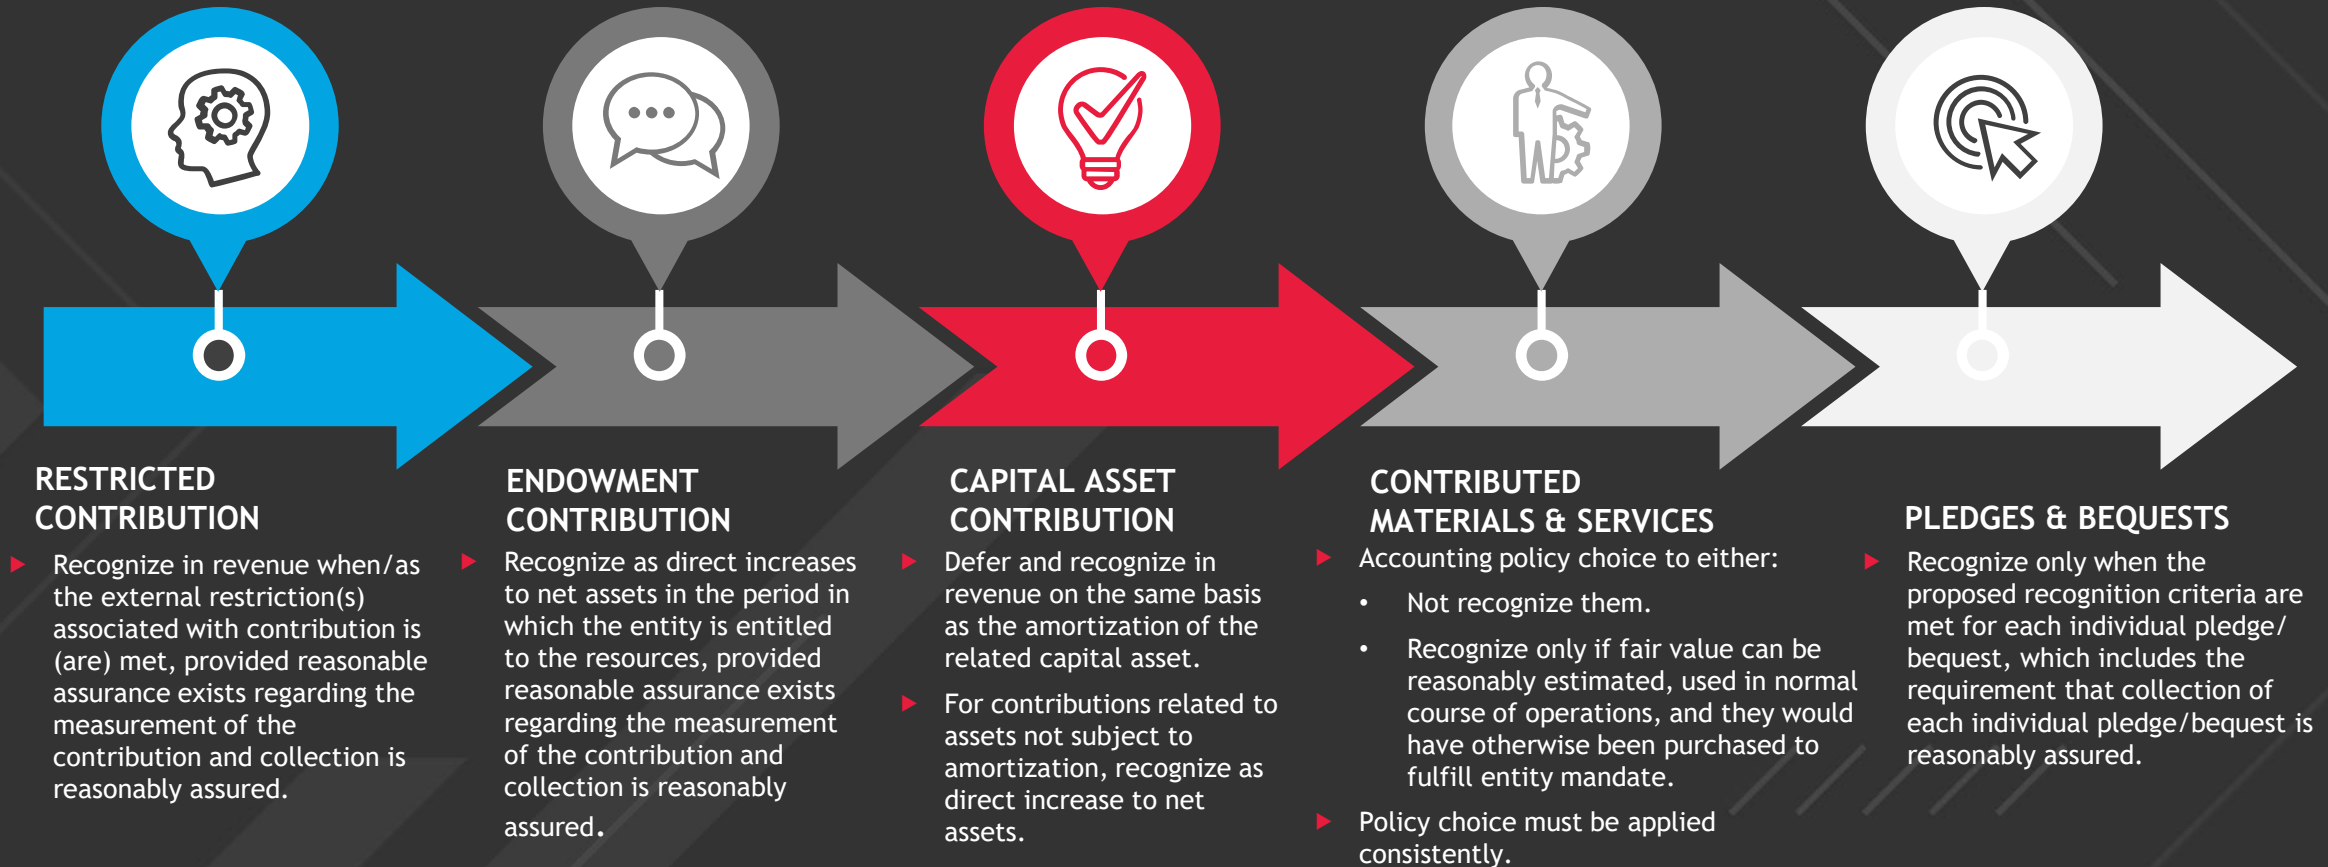 RESTRICTED
CONTRIBUTION
▶ Recognize in revenue when/as
the external restriction(s)
associated with contribution is
(are) met, provided reasonable
assurance exists regarding the
measurement of the
contribution and collection is
reasonably assured.
ENDOWMENT
CONTRIBUTION
▶ Recognize as direct increases
to net assets in the period in
which the entity is entitled
to the resources, provided
reasonable assurance exists
regarding the measurement
of the contribution and
collection is reasonably
assured.
CAPITAL ASSET
CONTRIBUTION
▶ Defer and recognize in
revenue on the same basis
as the amortization of the
related capital asset.
▶ For contributions related to
assets not subject to
amortization, recognize as
direct increase to net
assets.
CONTRIBUTED
MATERIALS & SERVICES
▶ Accounting policy choice to either:
• Not recognize them.
• Recognize only if fair value can be
reasonably estimated, used in normal
course of operations, and they would
have otherwise been purchased to
fulfill entity mandate.
▶ Policy choice must be applied
consistently.
PLEDGES & BEQUESTS
▶ Recognize only when the
proposed recognition criteria are
met for each individual pledge/
bequest, which includes the
requirement that collection of
each individual pledge/bequest is
reasonably assured.